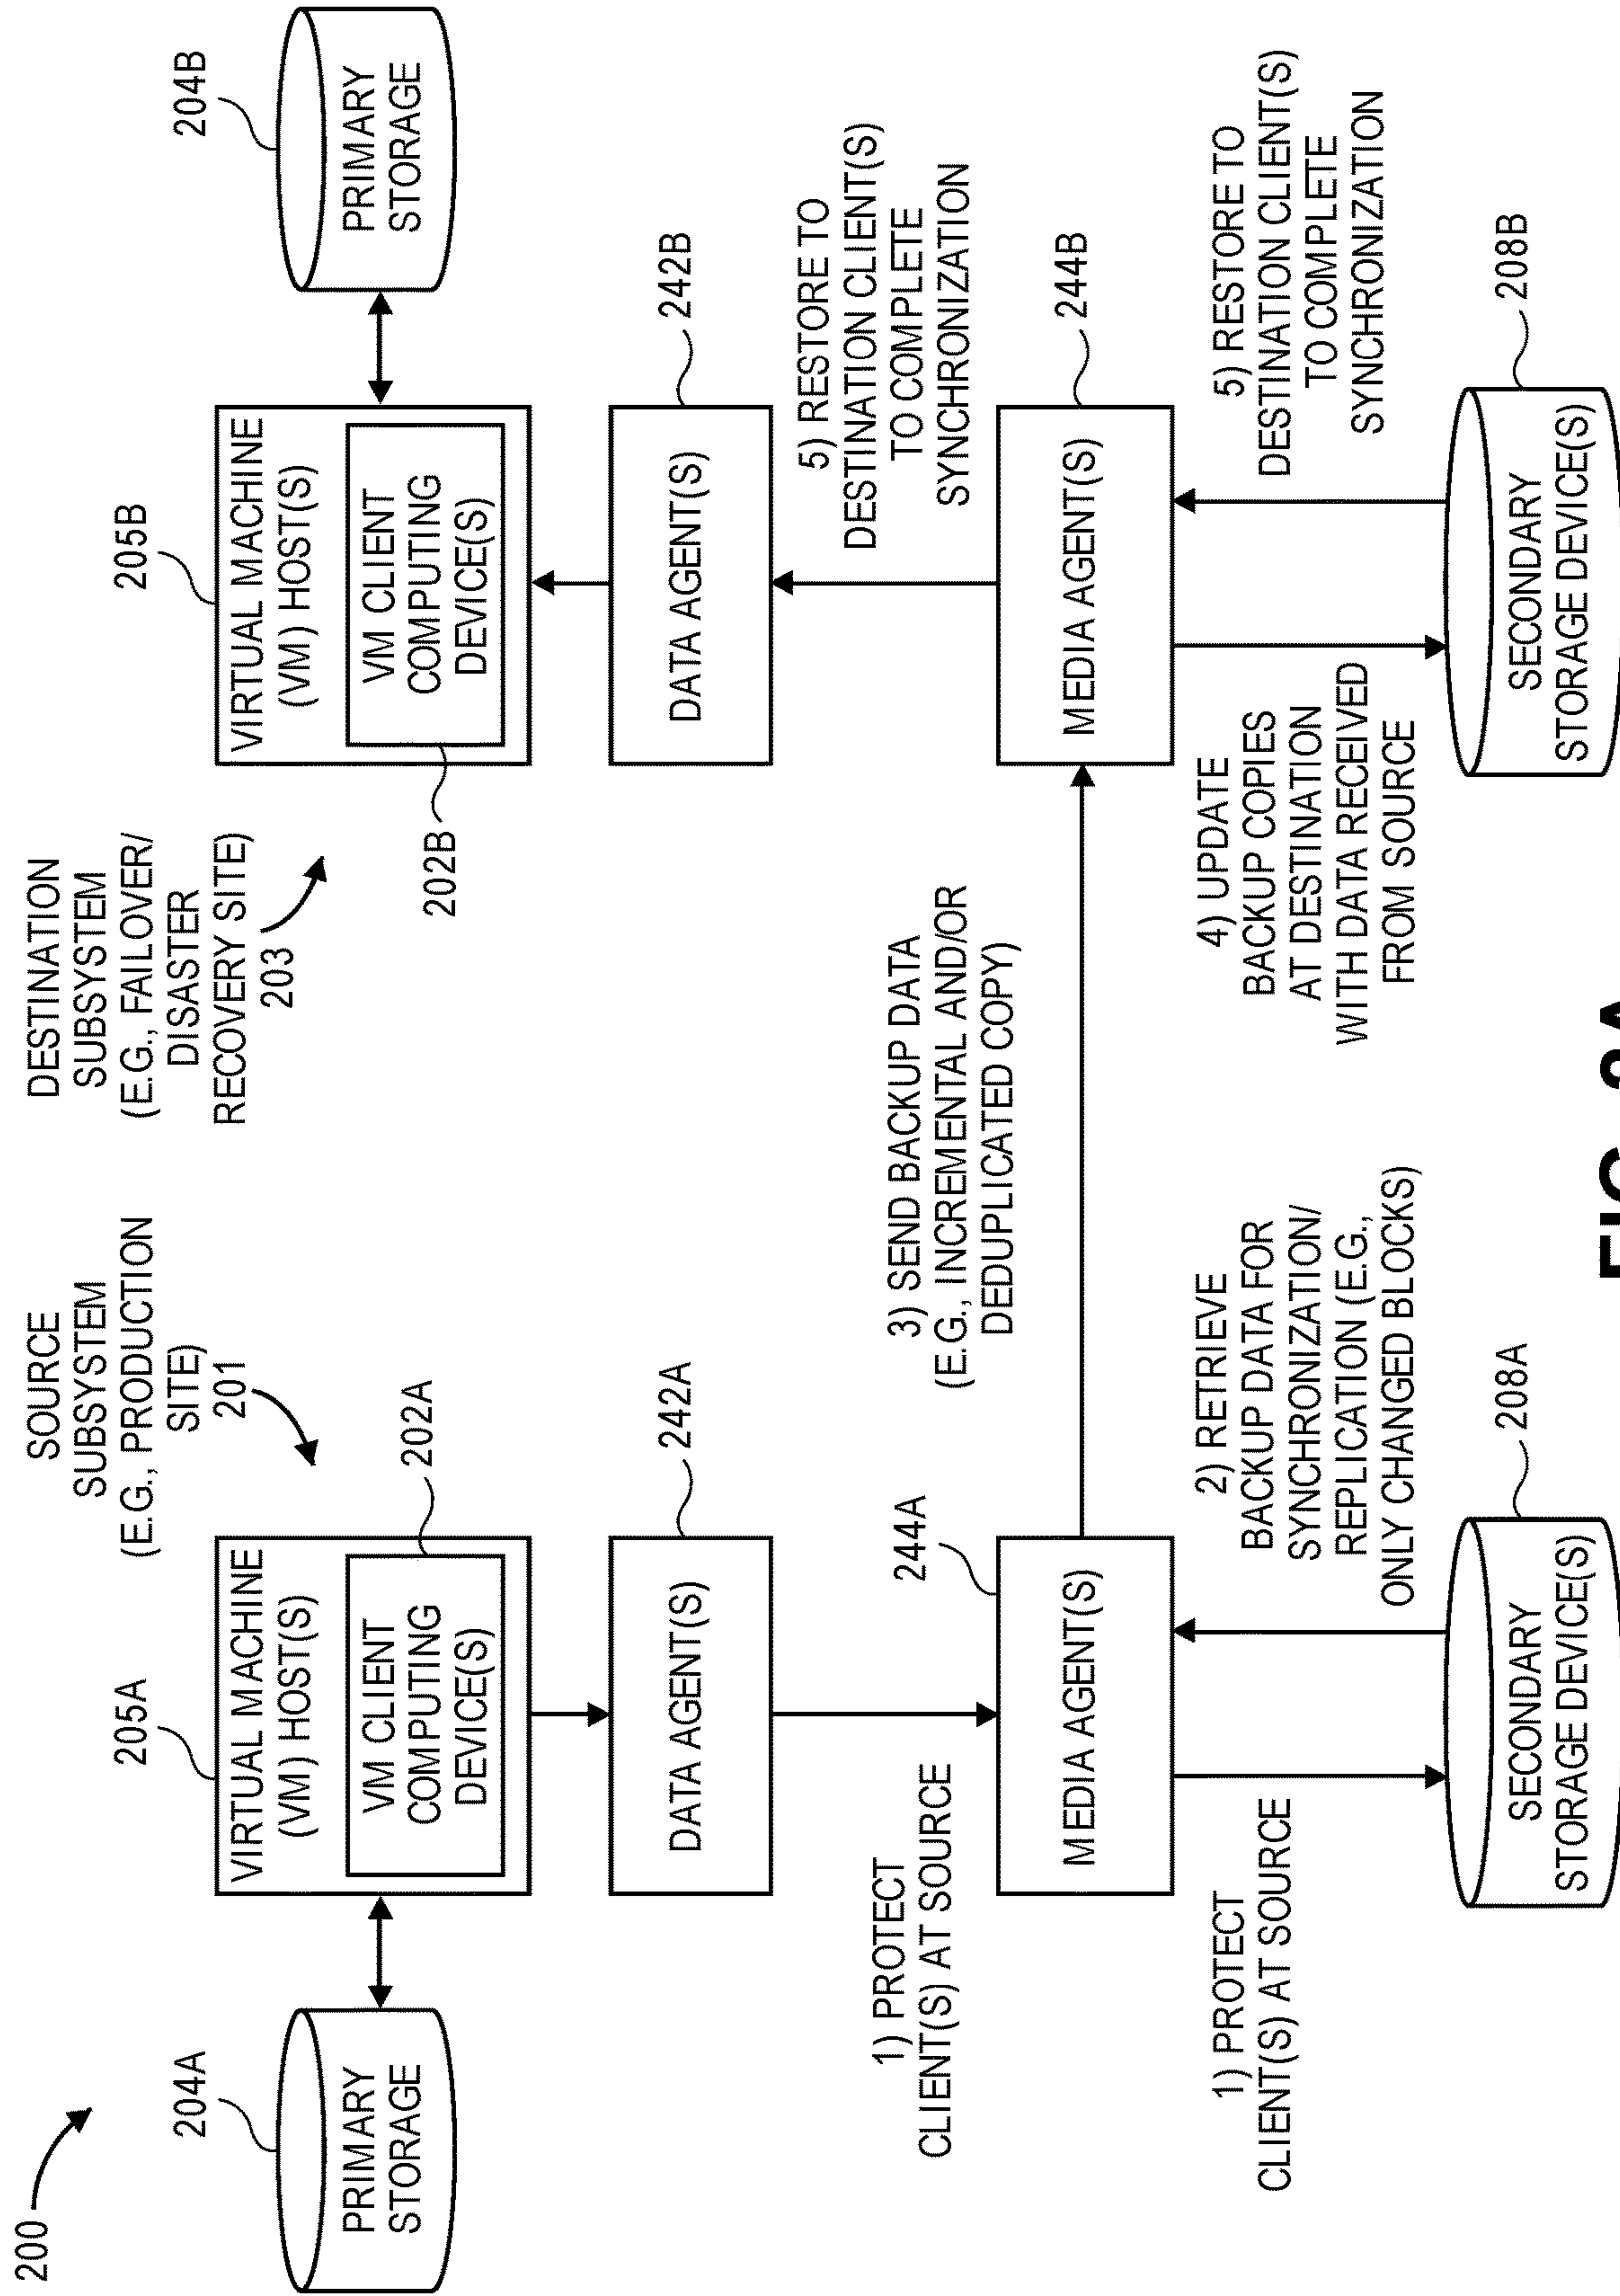 200
SOURCE
SUBSYSTEM
(E.G., PRODUCTION
SITE)
201
DESTINATION
SUBSYSTEM
(E.G., FAILOVER/
DISASTER
RECOVERY SITE)
203
204A
PRIMARY
STORAGE
205A
VIRTUAL MACHINE
(VM) HOST(S)
VM CLIENT
COMPUTING
DEVICE(S)
202A
205B
VIRTUAL MACHINE
(VM) HOST(S)
VM CLIENT
COMPUTING
DEVICE(S)
202B
204B
PRIMARY
STORAGE
DATA AGENT(S)
242A
DATA AGENT(S)
242B
1) PROTECT
CLIENT(S) AT SOURCE
3) SEND BACKUP DATA
(E.G., INCREMENTAL AND/OR
DEDUPLICATED COPY)
5) RESTORE TO
DESTINATION CLIENT(S)
TO COMPLETE
SYNCHRONIZATION
244A
MEDIA AGENT(S)
MEDIA AGENT(S)
244B
1) PROTECT
CLIENT(S) AT SOURCE
2) RETRIEVE
BACKUP DATA FOR
SYNCHRONIZATION/
REPLICATION (E.G.,
ONLY CHANGED BLOCKS)
4) UPDATE
BACKUP COPIES
AT DESTINATION
WITH DATA RECEIVED
FROM SOURCE
5) RESTORE TO
DESTINATION CLIENT(S)
TO COMPLETE
SYNCHRONIZATION
SECONDARY
STORAGE DEVICE(S)
208A
SECONDARY
STORAGE DEVICE(S)
208B